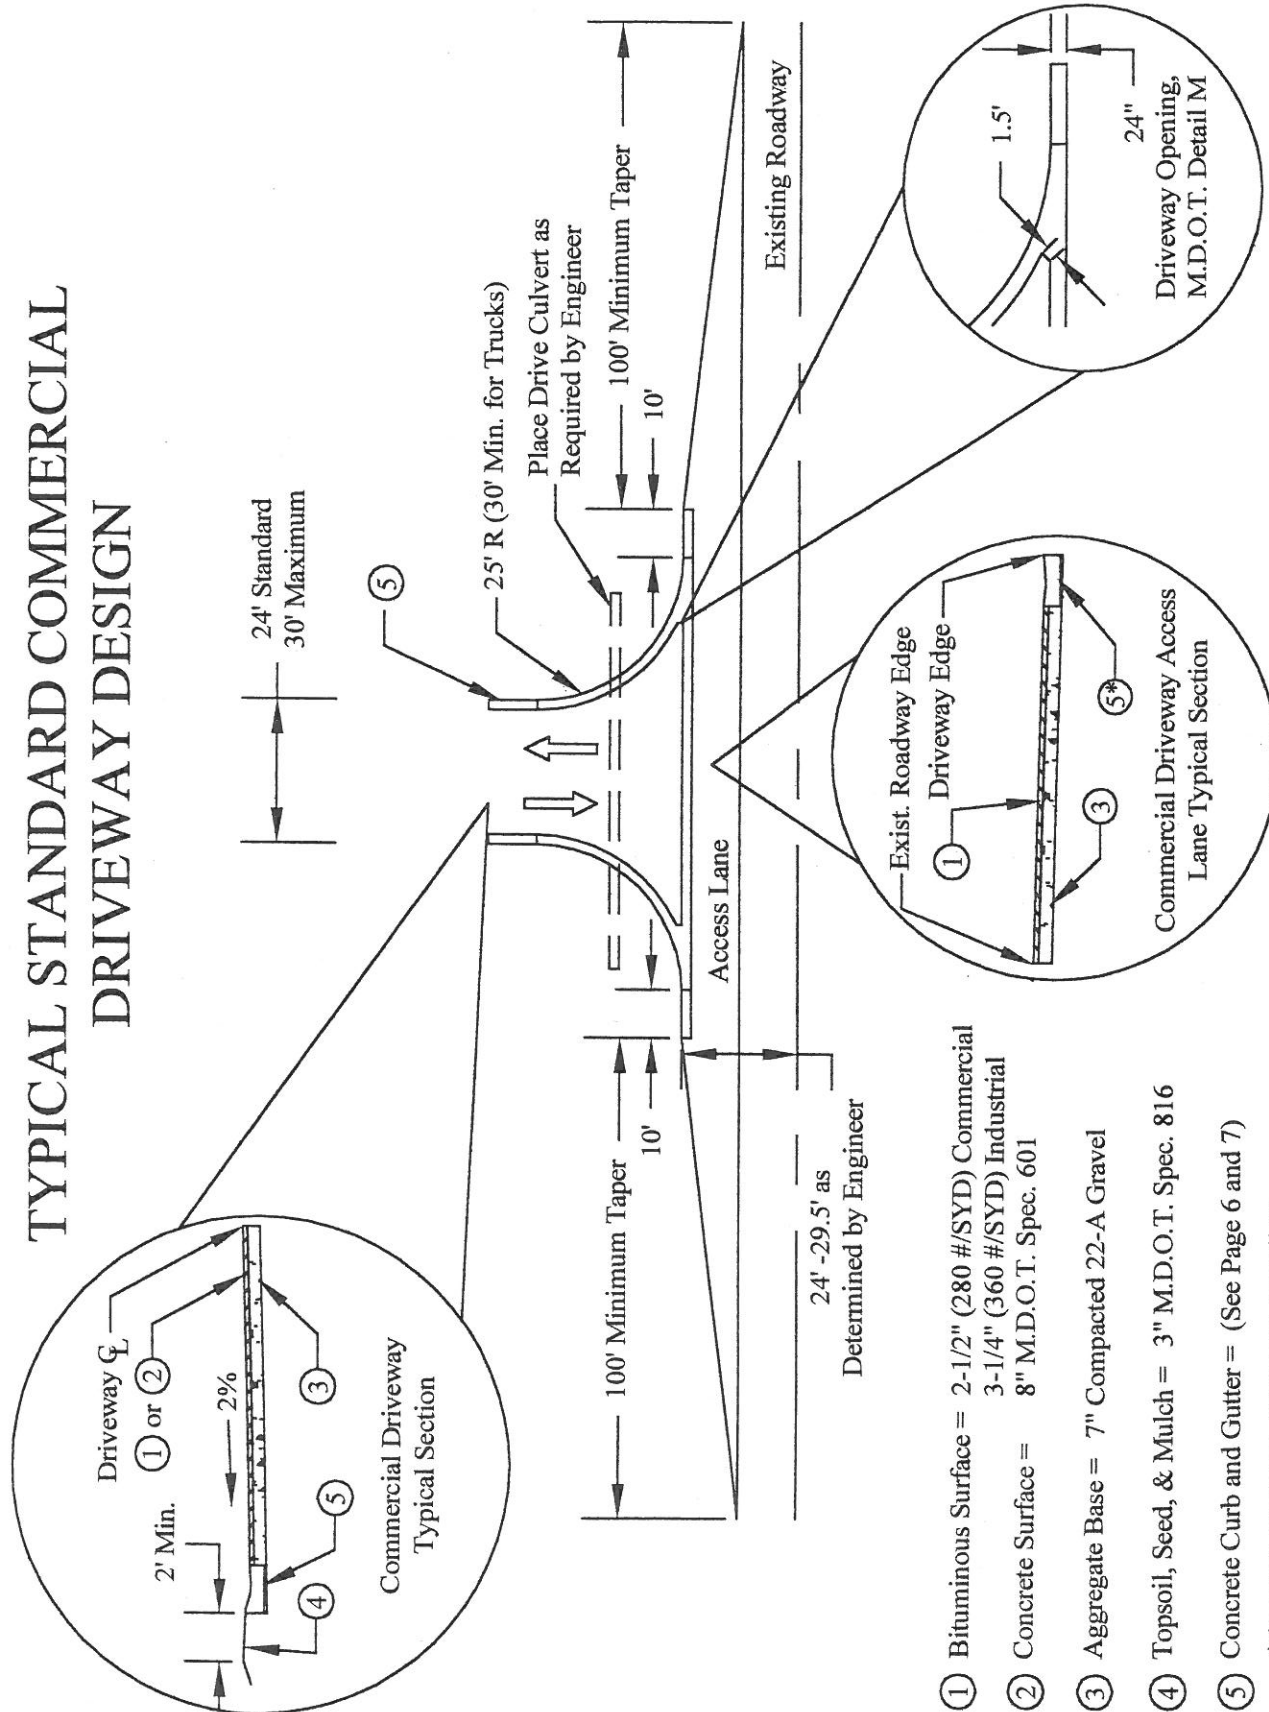 TYPICAL STANDARD COMMERCIAL
DRIVEWAY DESIGN
24' Standard
30' Maximum
5
25' R (30' Min. for Trucks)
Place Drive Culvert as
Required by Engineer
100' Minimum Taper
10'
Existing Roadway
Access Lane
100' Minimum Taper
10'
24' -29.5' as
Determined by Engineer
Driveway CL
1 or 2
2%
2' Min.
3
5
4
Commercial Driveway
Typical Section
Exist. Roadway Edge
Driveway Edge
1
3
5*
Commercial Driveway Access
Lane Typical Section
1.5'
24"
Driveway Opening,
M.D.O.T. Detail M
1 Bituminous Surface = 2-1/2" (280 #/SYD) Commercial
3-1/4" (360 #/SYD) Industrial
2 Concrete Surface = 8" M.D.O.T. Spec. 601
3 Aggregate Base = 7" Compacted 22-A Gravel
4 Topsoil, Seed, & Mulch = 3" M.D.O.T. Spec. 816
5 Concrete Curb and Gutter = (See Page 6 and 7)